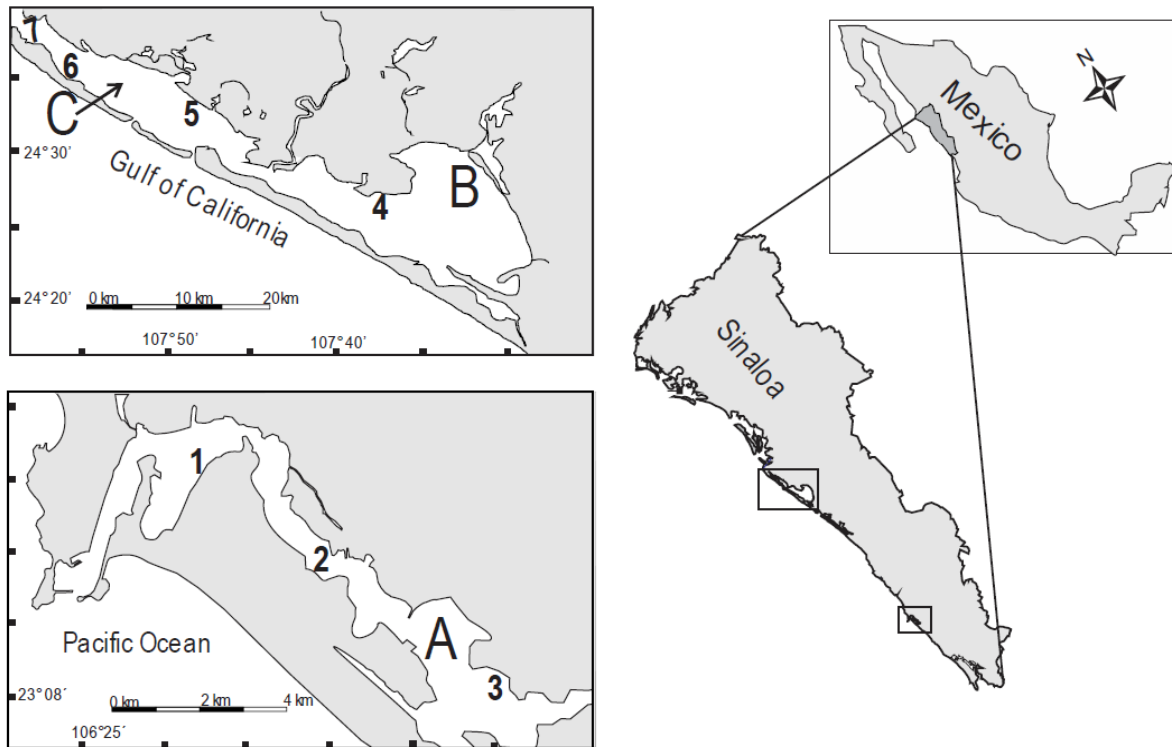 7
6
C
5
24°30'
Gulf of California
4
B
0 km 10 km 20km
24°20'
107°50' 107°40'
1
2
A
Pacific Ocean
3
0 km 2 km 4 km
23°08´
106°25´
N
Mexico
Sinaloa